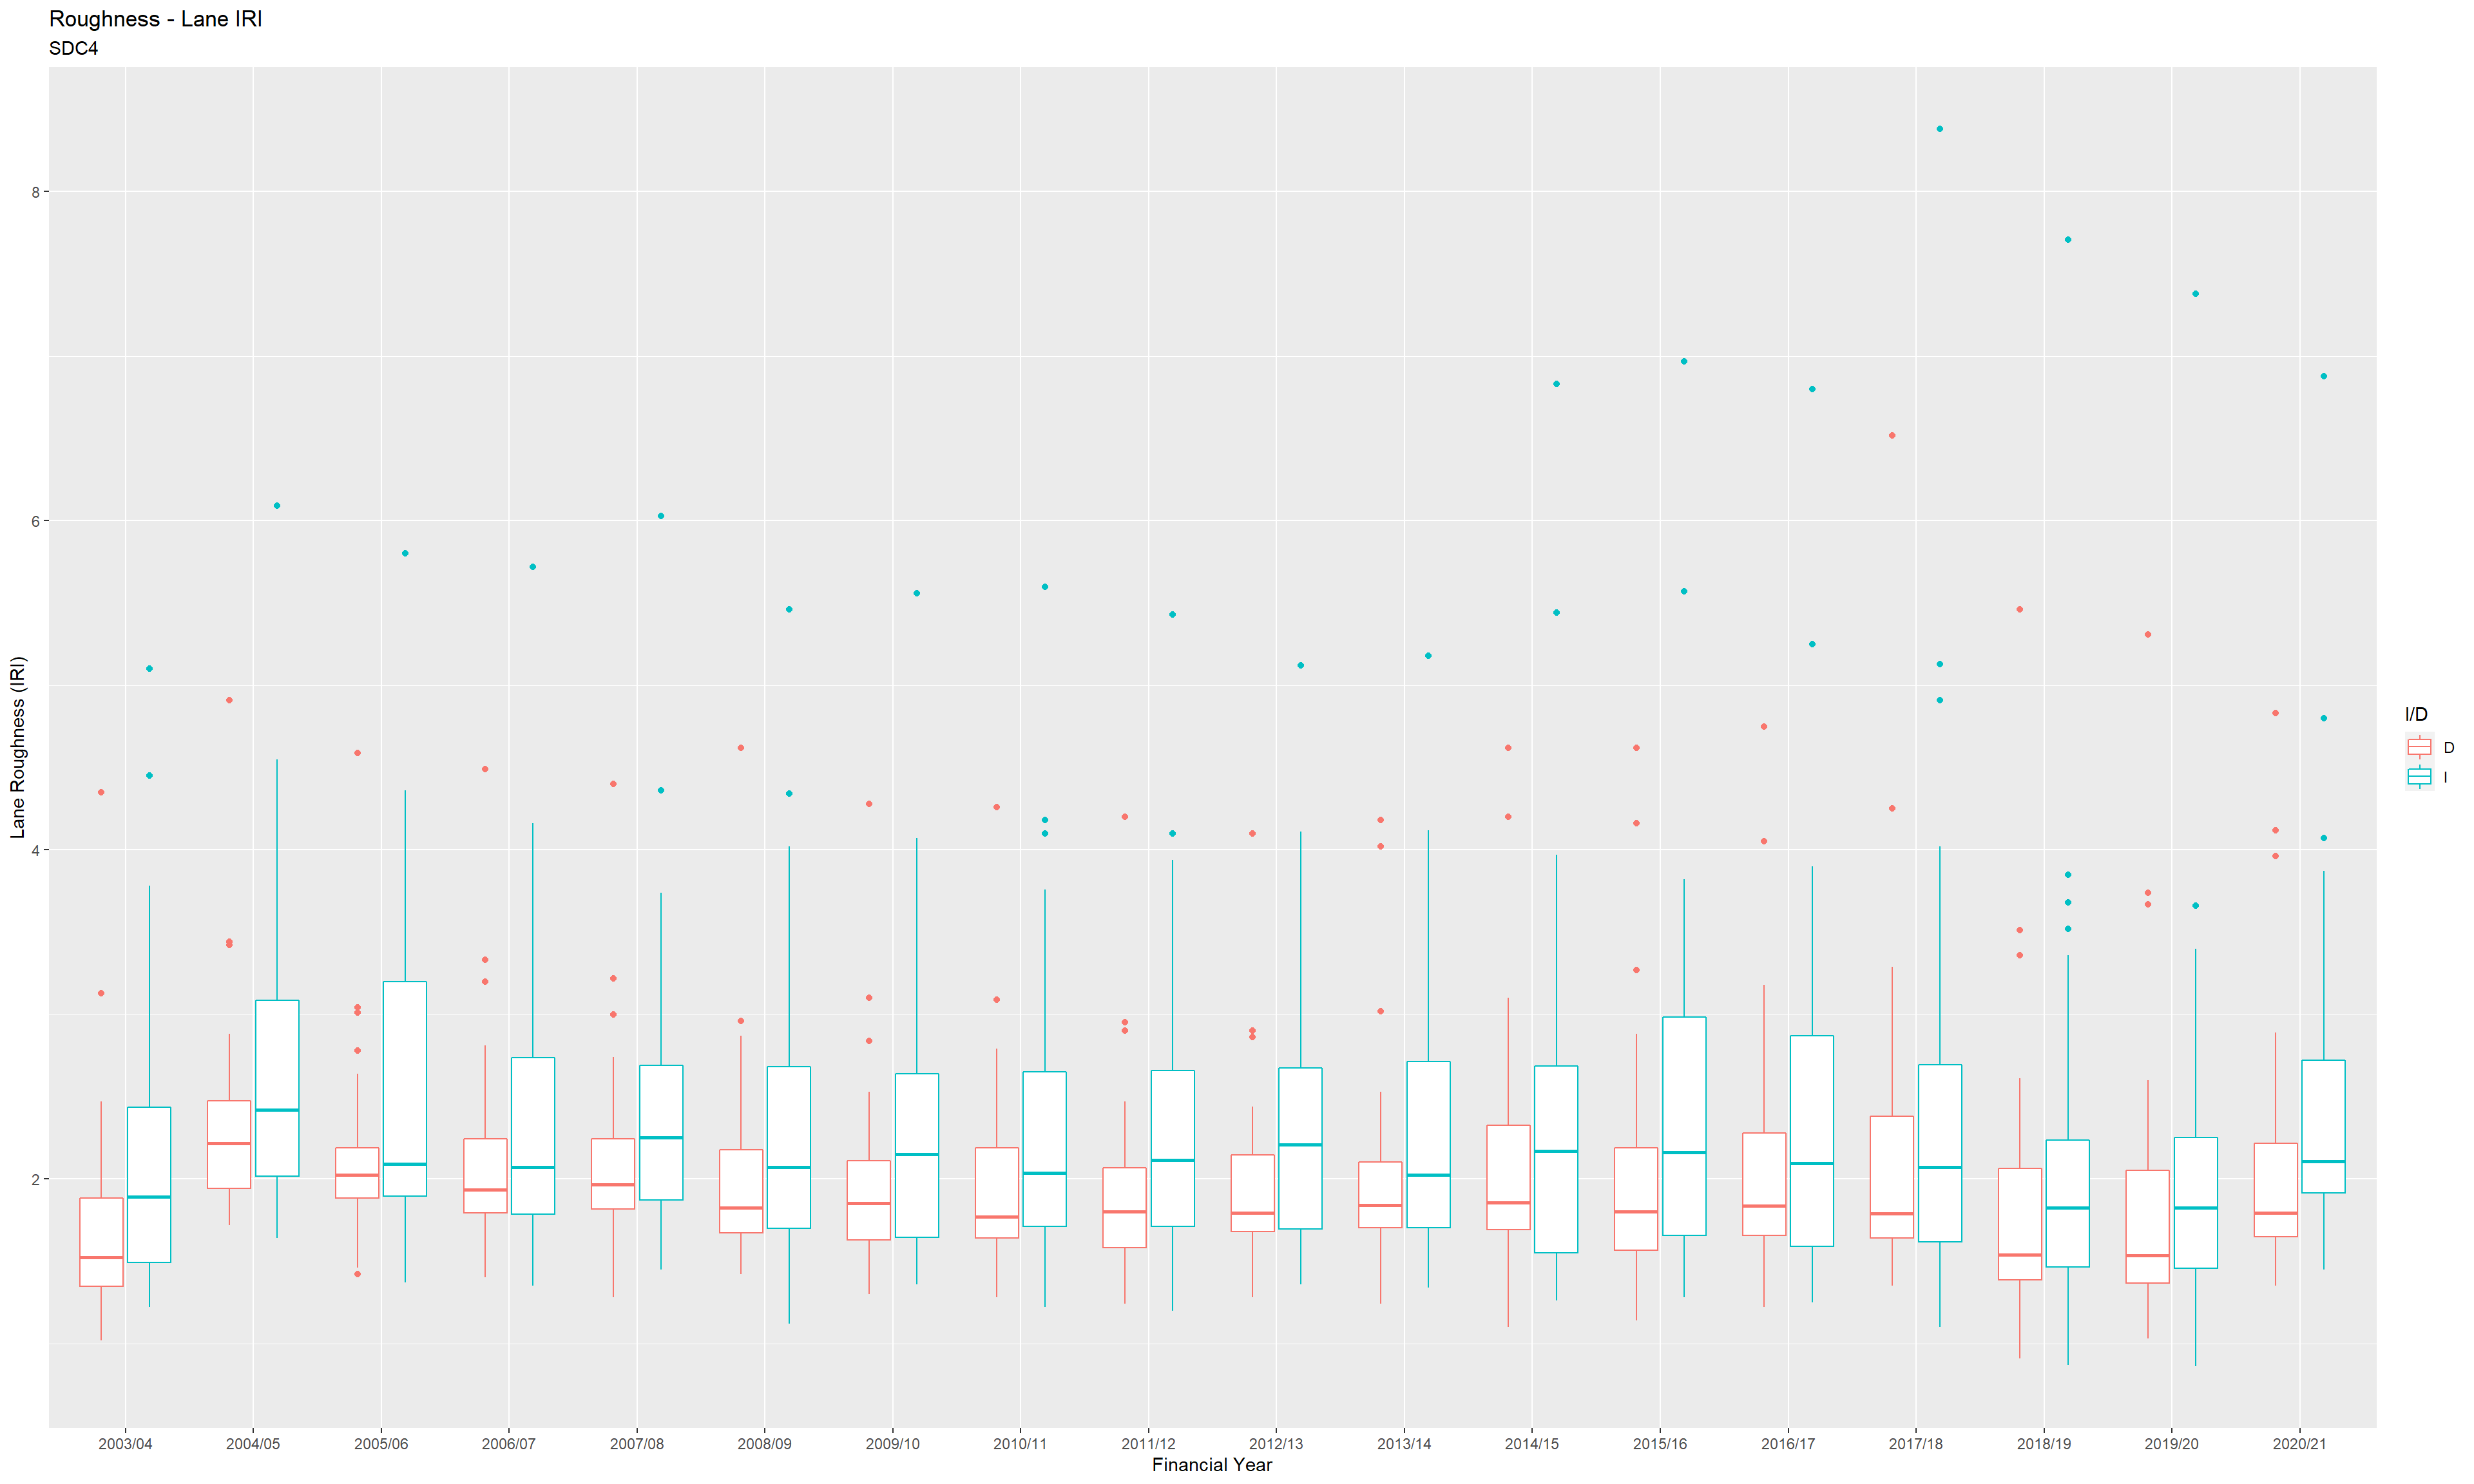 Roughness - Lane IRI
SDC4
Lane Roughness (IRI)
8
6
4
2
2003/04 2004/05 2005/06 2006/07 2007/08 2008/09 2009/10 2010/11 2011/12 2012/13 2013/14 2014/15 2015/16 2016/17 2017/18 2018/19 2019/20 2020/21
Financial Year
I/D
D
I